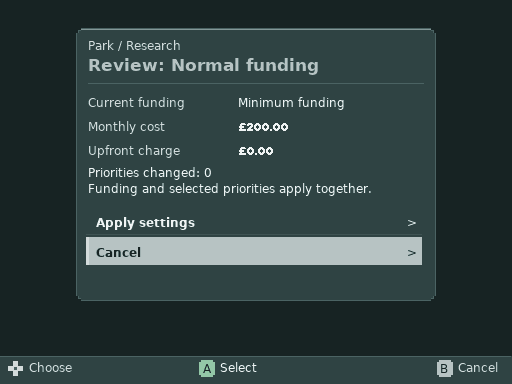 Park / Research
Review: Normal funding
Current funding Minimum funding
Monthly cost £200.00
Upfront charge £0.00
Priorities changed: 0
Funding and selected priorities apply together.
Apply settings >
Cancel >
Choose A Select B Cancel